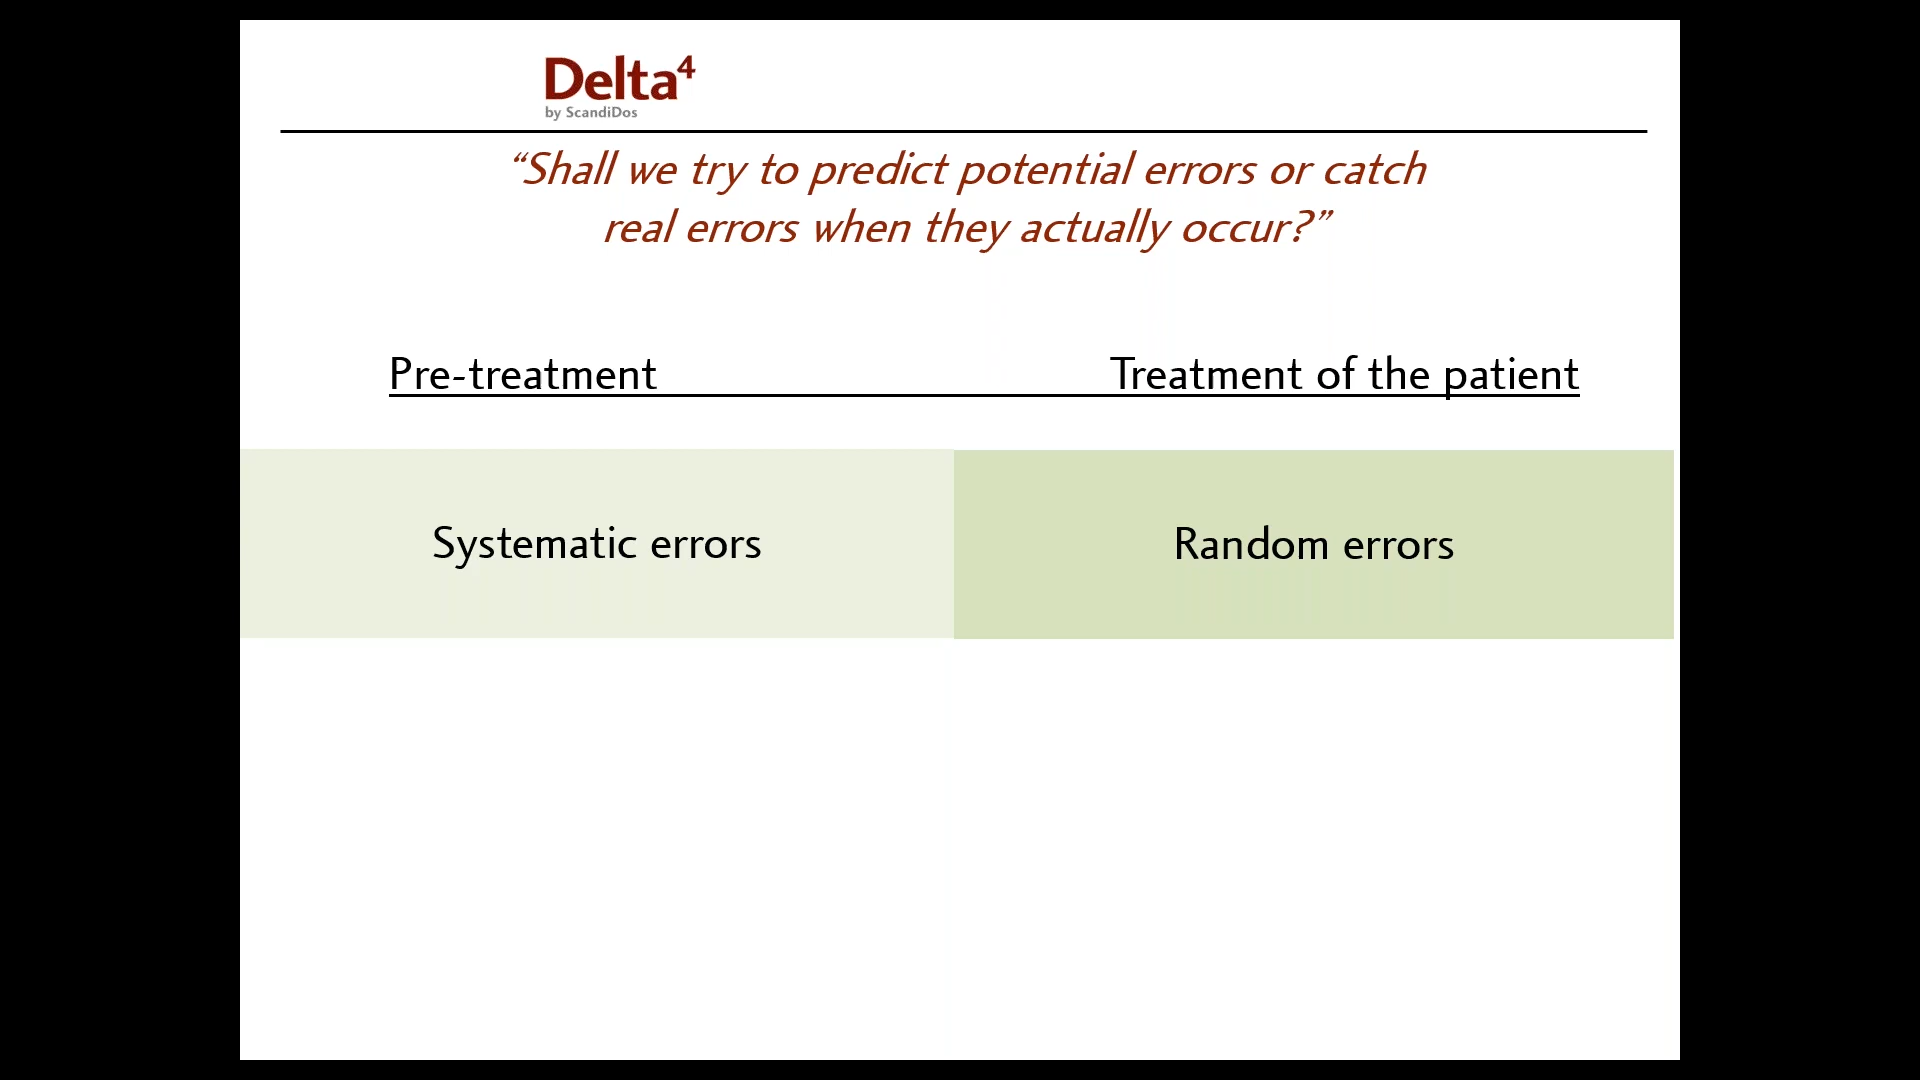 Delta⁴
by ScandiDos
“Shall we try to predict potential errors or catch
real errors when they actually occur?”
Pre-treatment Treatment of the patient
Systematic errors Random errors